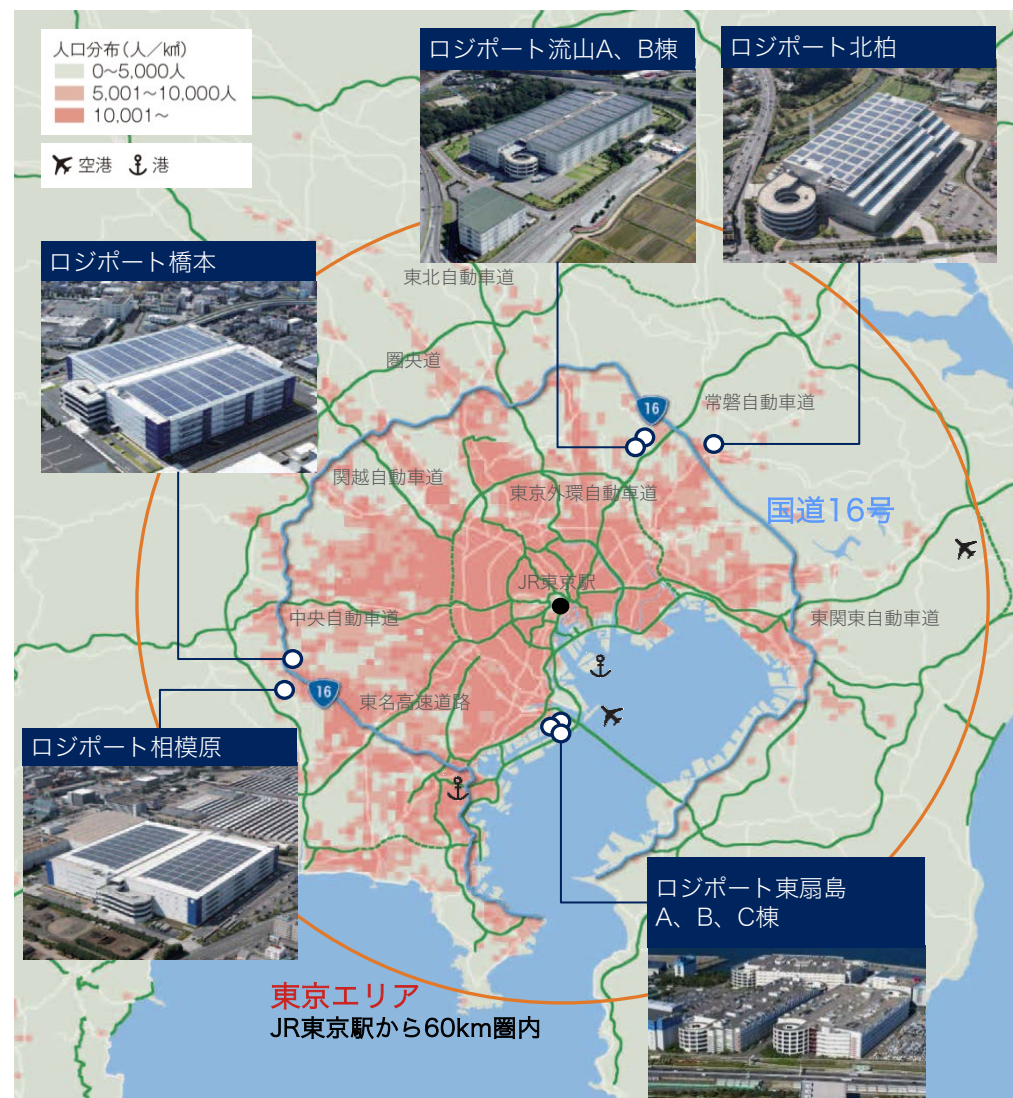 人口分布(人/㎢)
0~5,000人
5,001~10,000人
10,001~
空港 港
ロジポート流山A、B棟
ロジポート北柏
ロジポート橋本
東北自動車道
圏央道
16
常磐自動車道
関越自動車道
東京外環自動車道
国道16号
JR東京駅
中央自動車道
東関東自動車道
16
東名高速道路
ロジポート相模原
ロジポート東扇島
A、B、C棟
東京エリア
JR東京駅から60km圏内